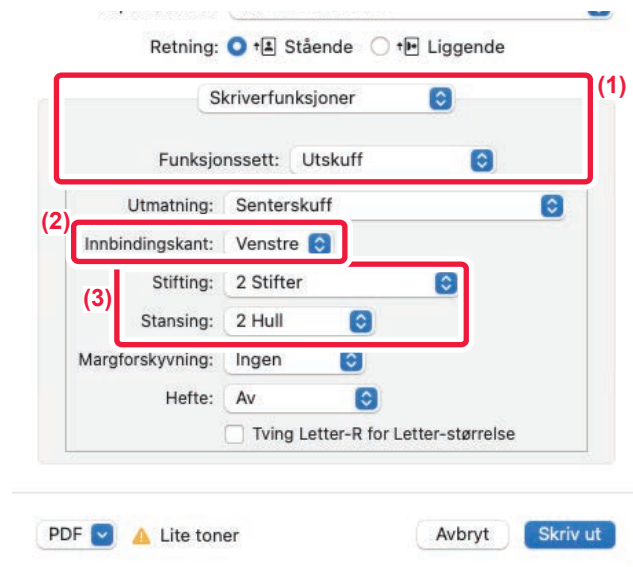 Retning: Stående Liggende
(1)
Skriverfunksjoner
Funksjonssett: Utskuff
Utmatning: Senterskuff
(2)
Innbindingskant: Venstre
(3)
Stifting: 2 Stifter
Stansing: 2 Hull
Margforskyvning: Ingen
Hefte: Av
Tving Letter-R for Letter-størrelse
PDF Lite toner Avbryt Skriv ut